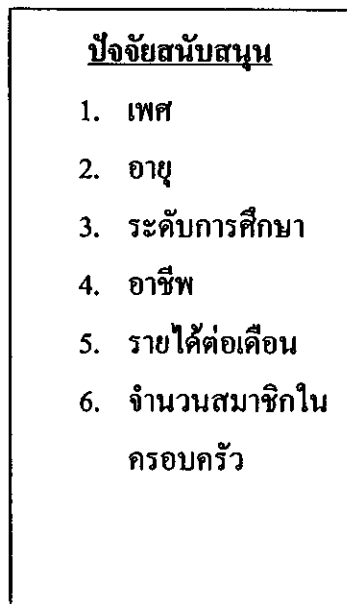 ปัจจัยสนับสนุน
1. เพศ
2. อายุ
3. ระดับการศึกษา
4. อาชีพ
5. รายได้ต่อเดือน
6. จำนวนสมาชิกใน
ครอบครัว